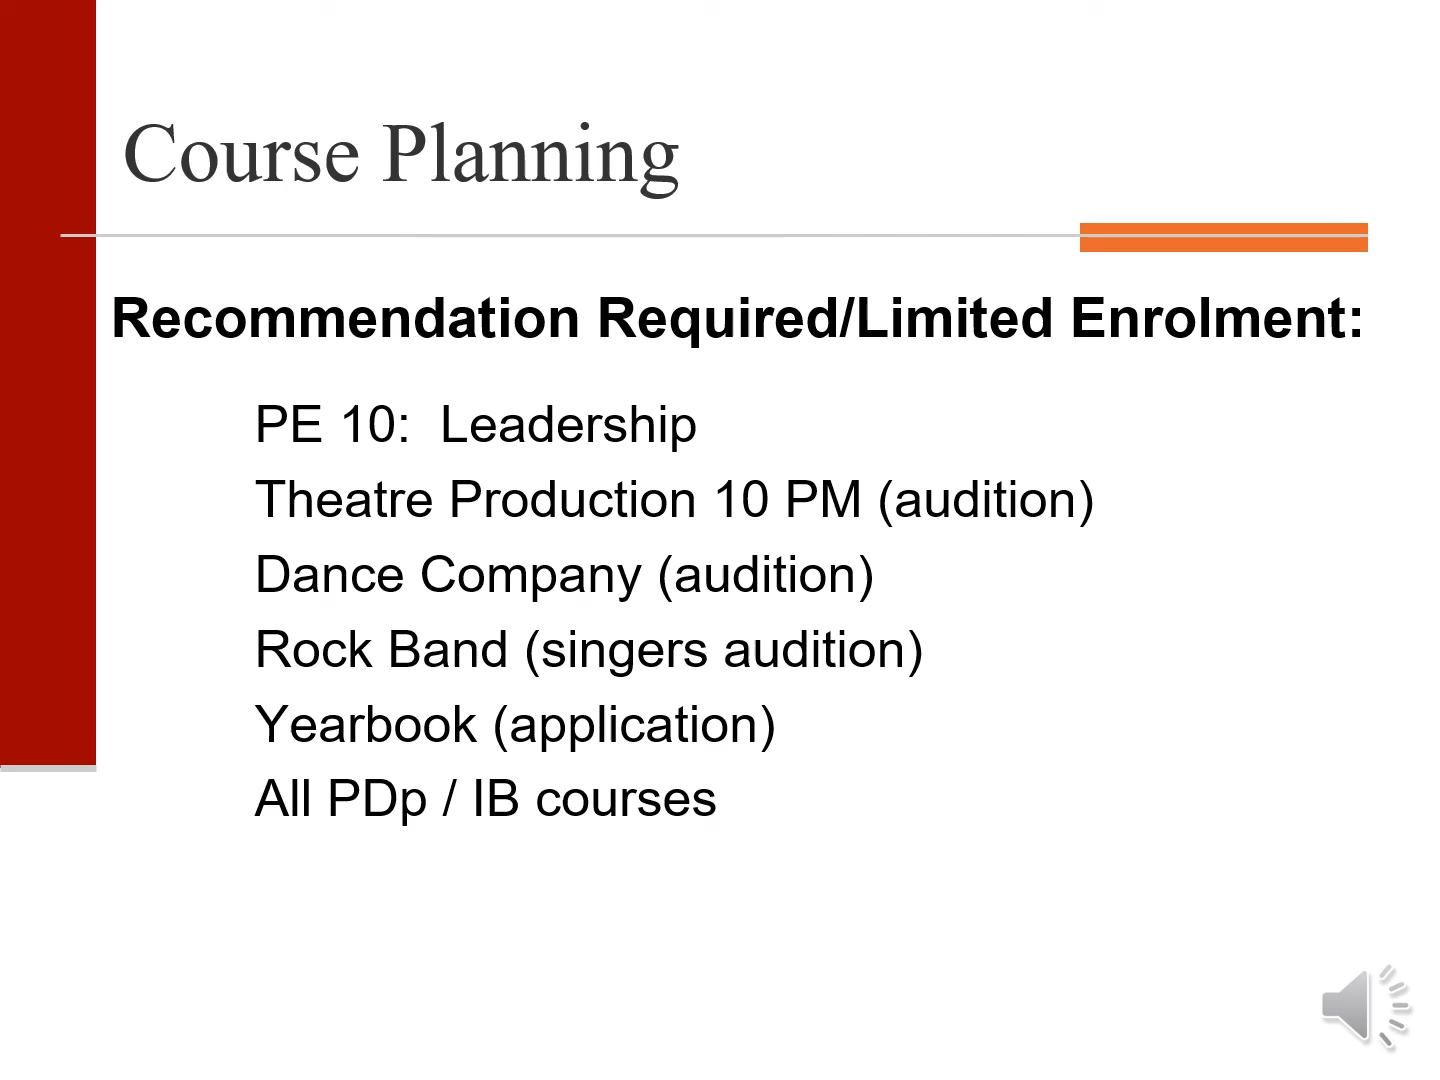 Course Planning
Recommendation Required/Limited Enrolment:
PE 10:  Leadership
Theatre Production 10 PM (audition)
Dance Company (audition)
Rock Band (singers audition)
Yearbook (application)
All PDp / IB courses